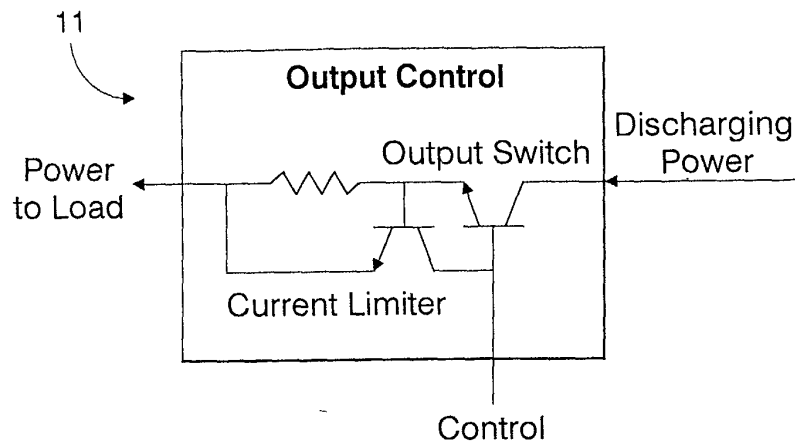 11
Output Control
Discharging
Power
Output Switch
Power
to Load
Current Limiter
Control